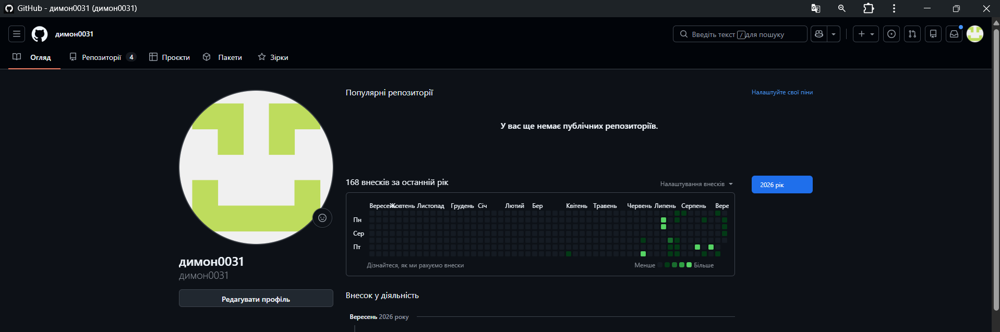 GitHub - димон0031 (димон0031)
димон0031
Введіть текст / для пошуку
Огляд
Репозиторії 4
Проєкти
Пакети
Зірки
Популярні репозиторії
Налаштуйте свої піни
У вас ще немає публічних репозиторіїв.
168 внесків за останній рік
Налаштування внесків
2026 рік
Вересень Жовтень Листопад Грудень Січ Лютий Бер Квітень Травень Червень Липень Серпень Вере
Пн
Сер
Пт
Дізнайтеся, як ми рахуємо внески
Менше
Більше
димон0031
димон0031
Редагувати профіль
Внесок у діяльність
Вересень 2026 року